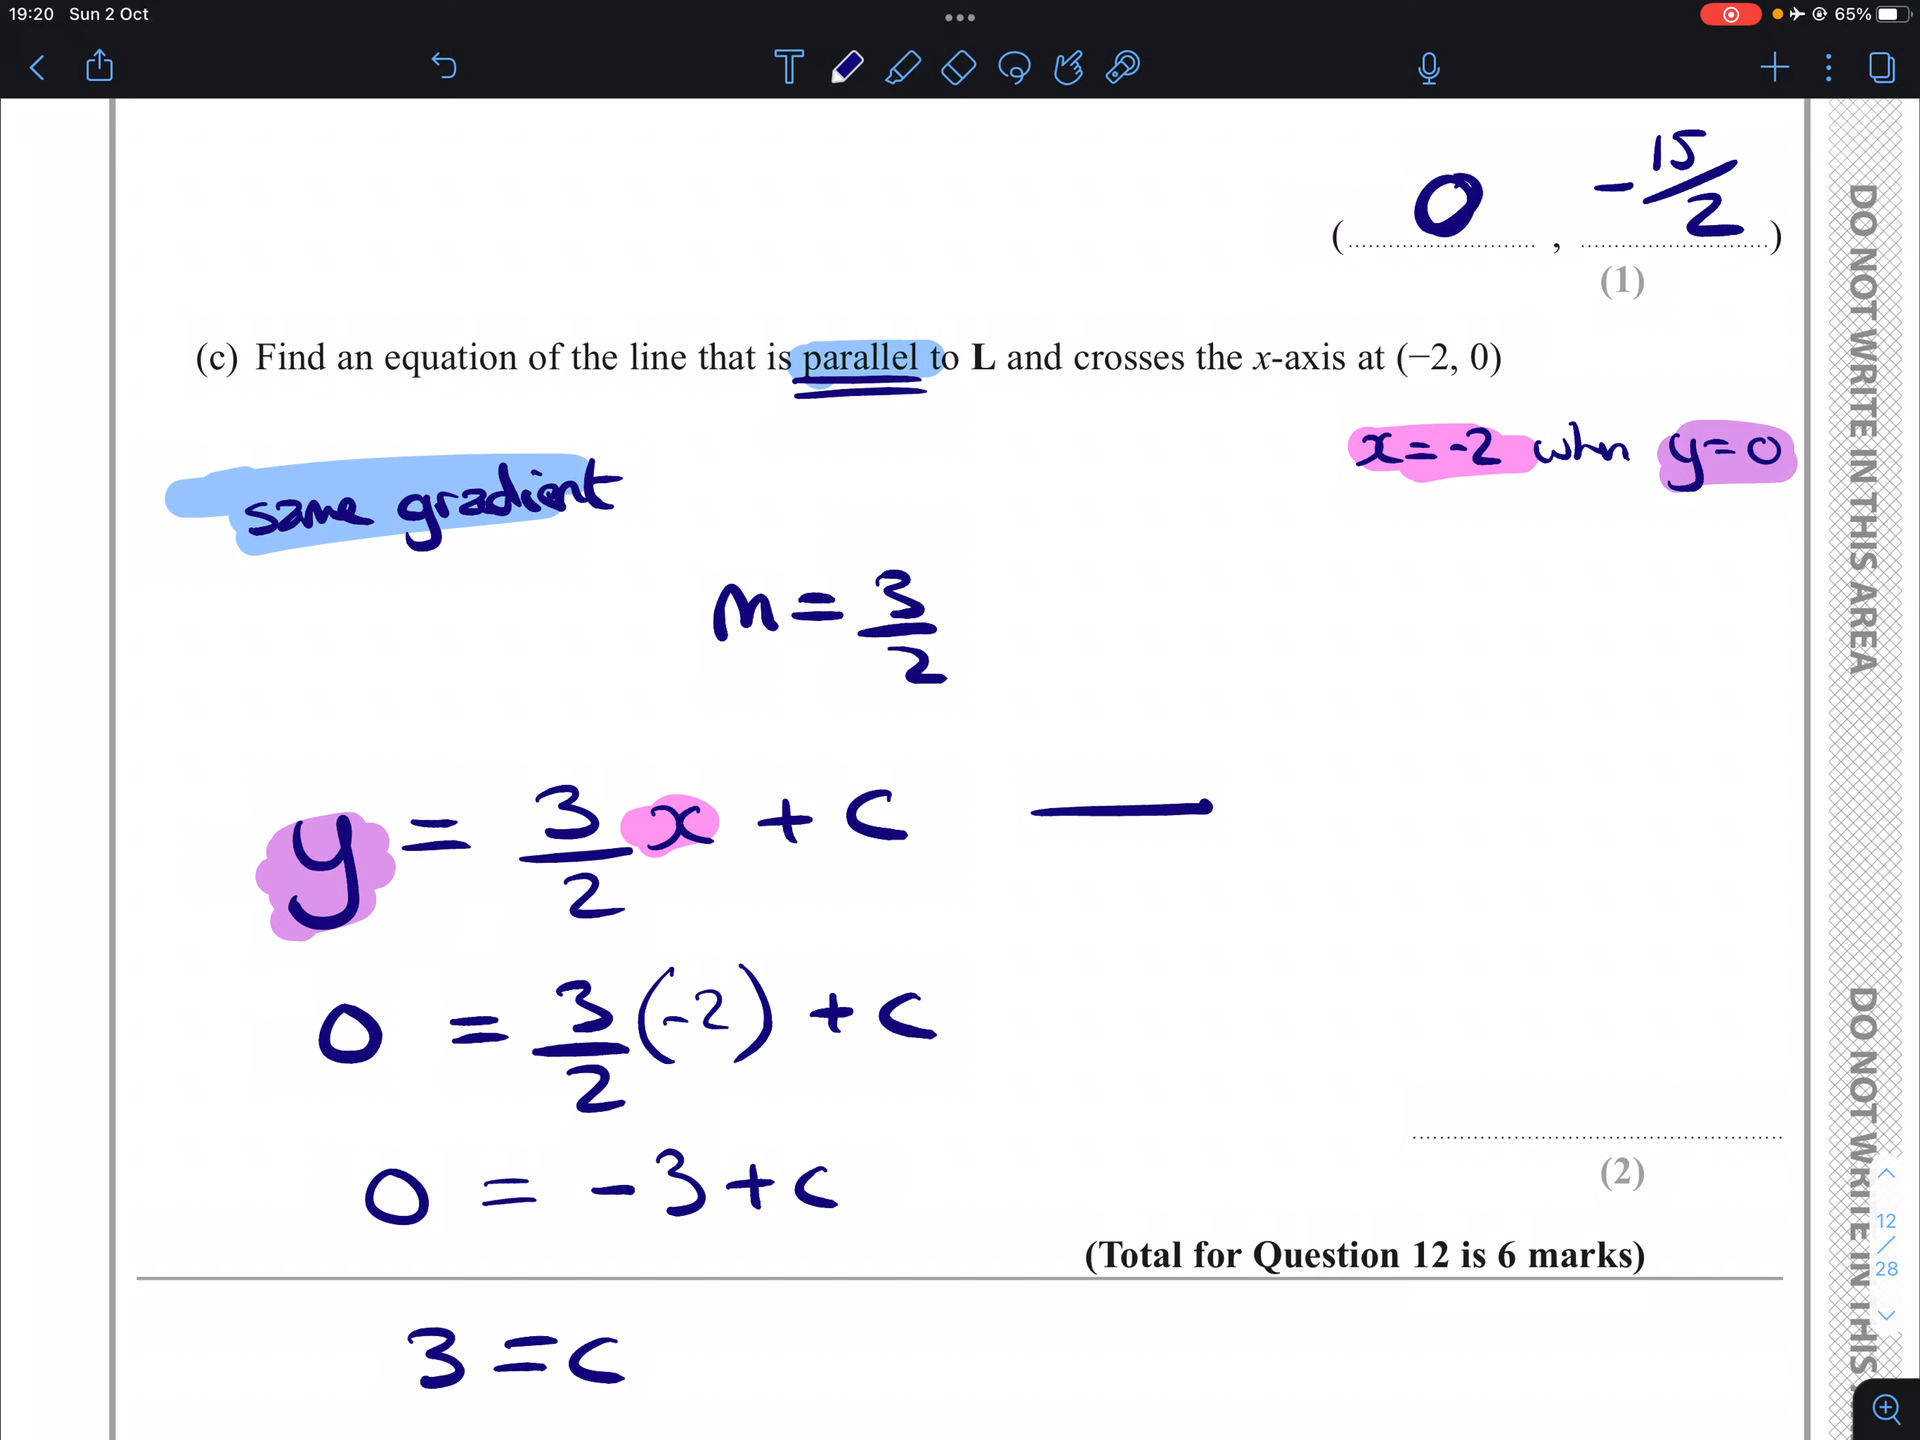 19:20 Sun 2 Oct
65%
0 -15/2
( , )
(1)
(c) Find an equation of the line that is parallel to L and crosses the x-axis at (−2, 0)
x = -2 when y = 0
same gradient
m = 3/2
y = 3/2 x + c
0 = 3/2 (-2) + c
0 = -3 + c
(2)
(Total for Question 12 is 6 marks)
3 = c
DO NOT WRITE IN THIS AREA
DO NOT WRITE IN THIS
12
/
28